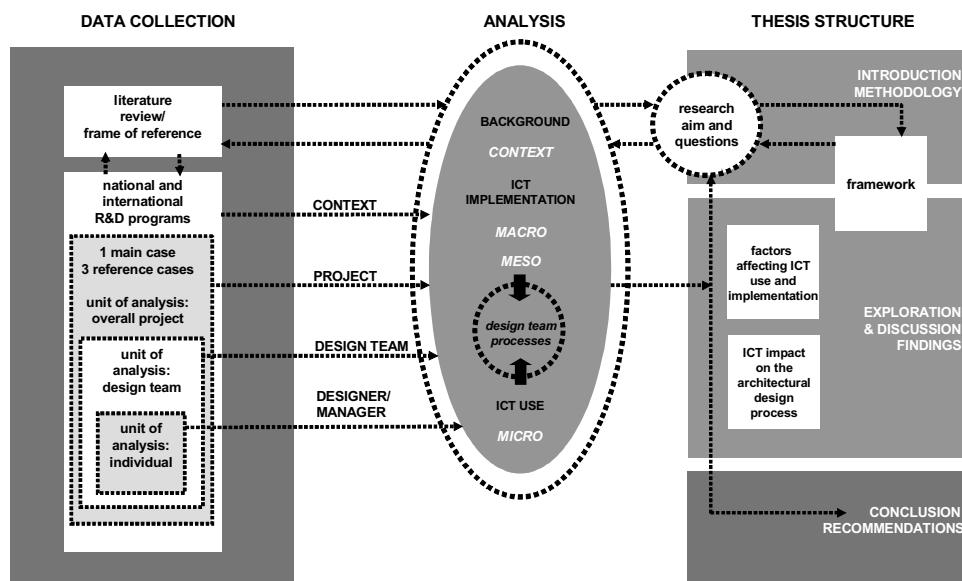 DATA COLLECTION
literature
review/
frame of reference
national and
international
R&D programs
1 main case
3 reference cases
unit of analysis:
overall project
unit of
analysis:
design team
unit of
analysis:
individual
CONTEXT
PROJECT
DESIGN TEAM
DESIGNER/
MANAGER
ANALYSIS
BACKGROUND
CONTEXT
ICT
IMPLEMENTATION
MACRO
MESO
design team
processes
ICT USE
MICRO
THESIS STRUCTURE
INTRODUCTION
METHODOLOGY
research
aim and
questions
framework
factors
affecting ICT
use and
implementation
ICT impact
on the
architectural
design
process
EXPLORATION
& DISCUSSION
FINDINGS
CONCLUSION
RECOMMENDATIONS